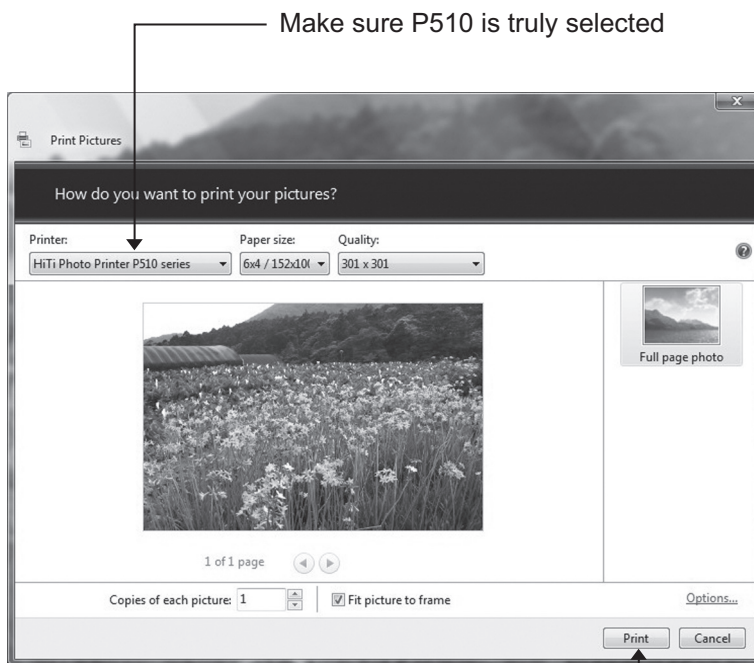 Make sure P510 is truly selected
Print Pictures
How do you want to print your pictures?
Printer: Paper size: Quality:
HiTi Photo Printer P510 series 6x4 / 152x10( 301 x 301
Full page photo
1 of 1 page
Copies of each picture: 1 Fit picture to frame Options...
Print Cancel